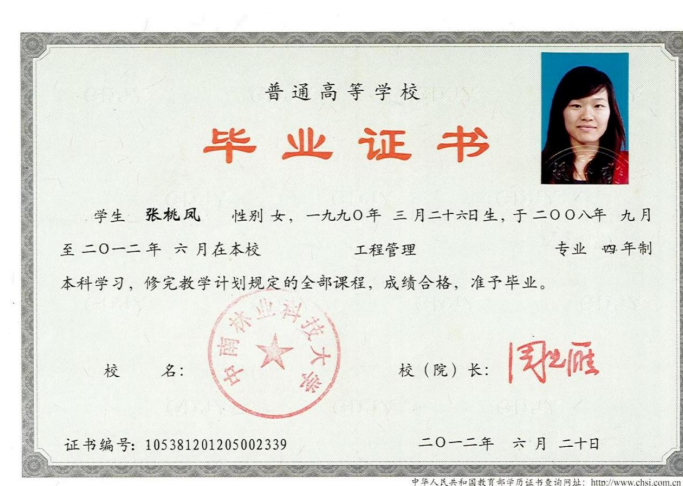 普通高等学校
毕业证书
学生 张桃凤 性别 女，一九九〇年 三 月二十六日生，于 二〇〇八年 九 月
至 二〇一二 年 六 月在本校 工程管理 专业 四 年制
本科学习，修完教学计划规定的全部课程，成绩合格，准予毕业。
中南林业科技大学
校 名： 校（院）长：
证书编号：105381201205002339 二〇一二年 六 月 二十日
中华人民共和国教育部学历证书查询网址：http://www.chsi.com.cn